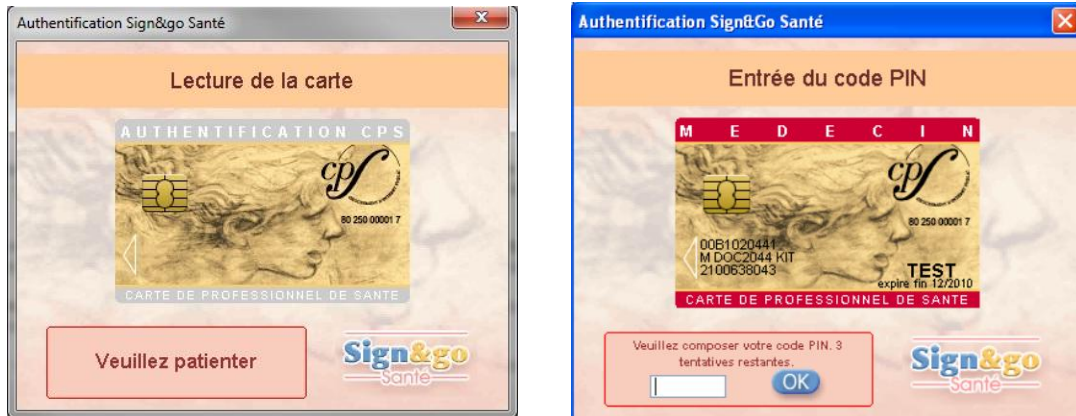 Authentification Sign&go Santé
Lecture de la carte
AUTHENTIFICATION CPS
cps
80 250 00001 7
CARTE DE PROFESSIONNEL DE SANTE
Veuillez patienter
Sign&go
Santé
Authentification Sign&Go Santé
Entrée du code PIN
MEDECIN
cps
80 250 00001 7
00B1020441
M DOC2044 KIT
2100638043
TEST
expire fin 12/2010
CARTE DE PROFESSIONNEL DE SANTE
Veuillez composer votre code PIN. 3
tentatives restantes.
OK
Sign&go
Santé